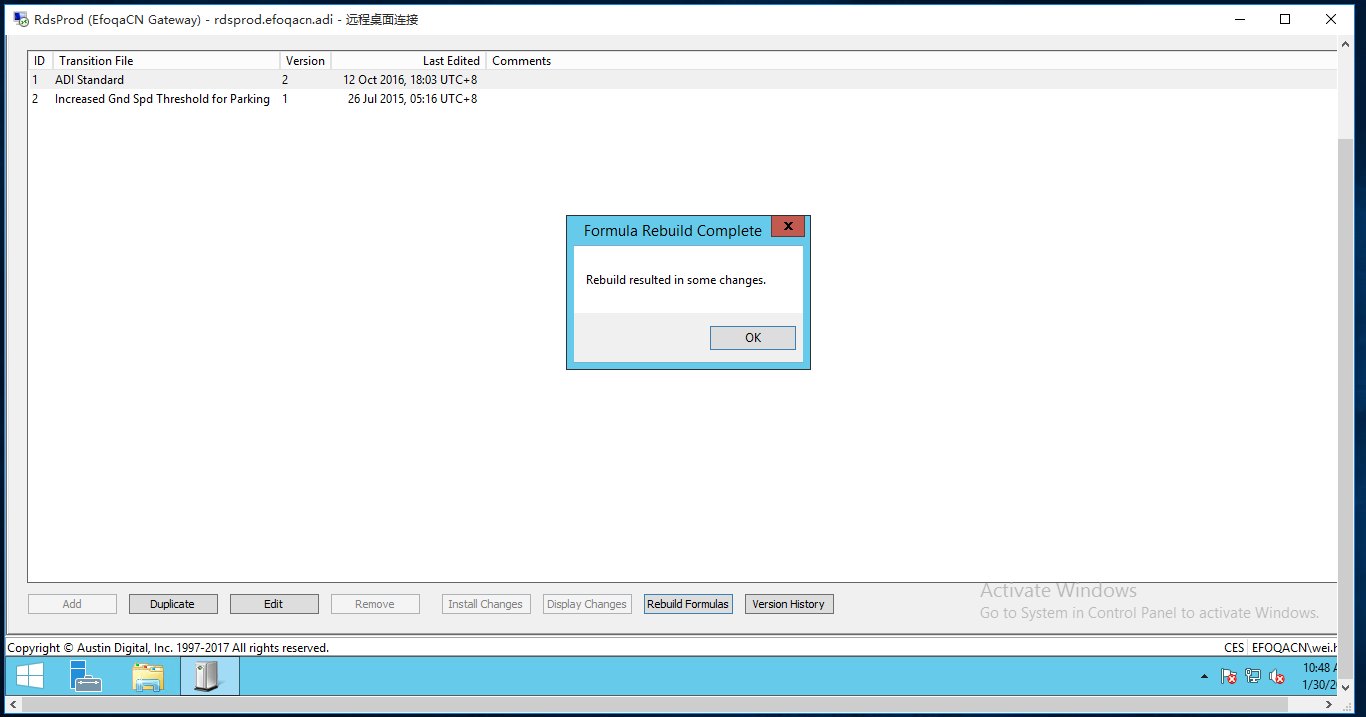 RdsProd (EfoqaCN Gateway) - rdsprod.efoqacn.adi - 远程桌面连接
ID Transition File Version Last Edited Comments
1 ADI Standard 2 12 Oct 2016, 18:03 UTC+8
2 Increased Gnd Spd Threshold for Parking 1 26 Jul 2015, 05:16 UTC+8
Formula Rebuild Complete
Rebuild resulted in some changes.
OK
Activate Windows
Go to System in Control Panel to activate Windows.
Add Duplicate Edit Remove Install Changes Display Changes Rebuild Formulas Version History
Copyright © Austin Digital, Inc. 1997-2017 All rights reserved. CES EFOQACN\wei.
10:48
1/30/2